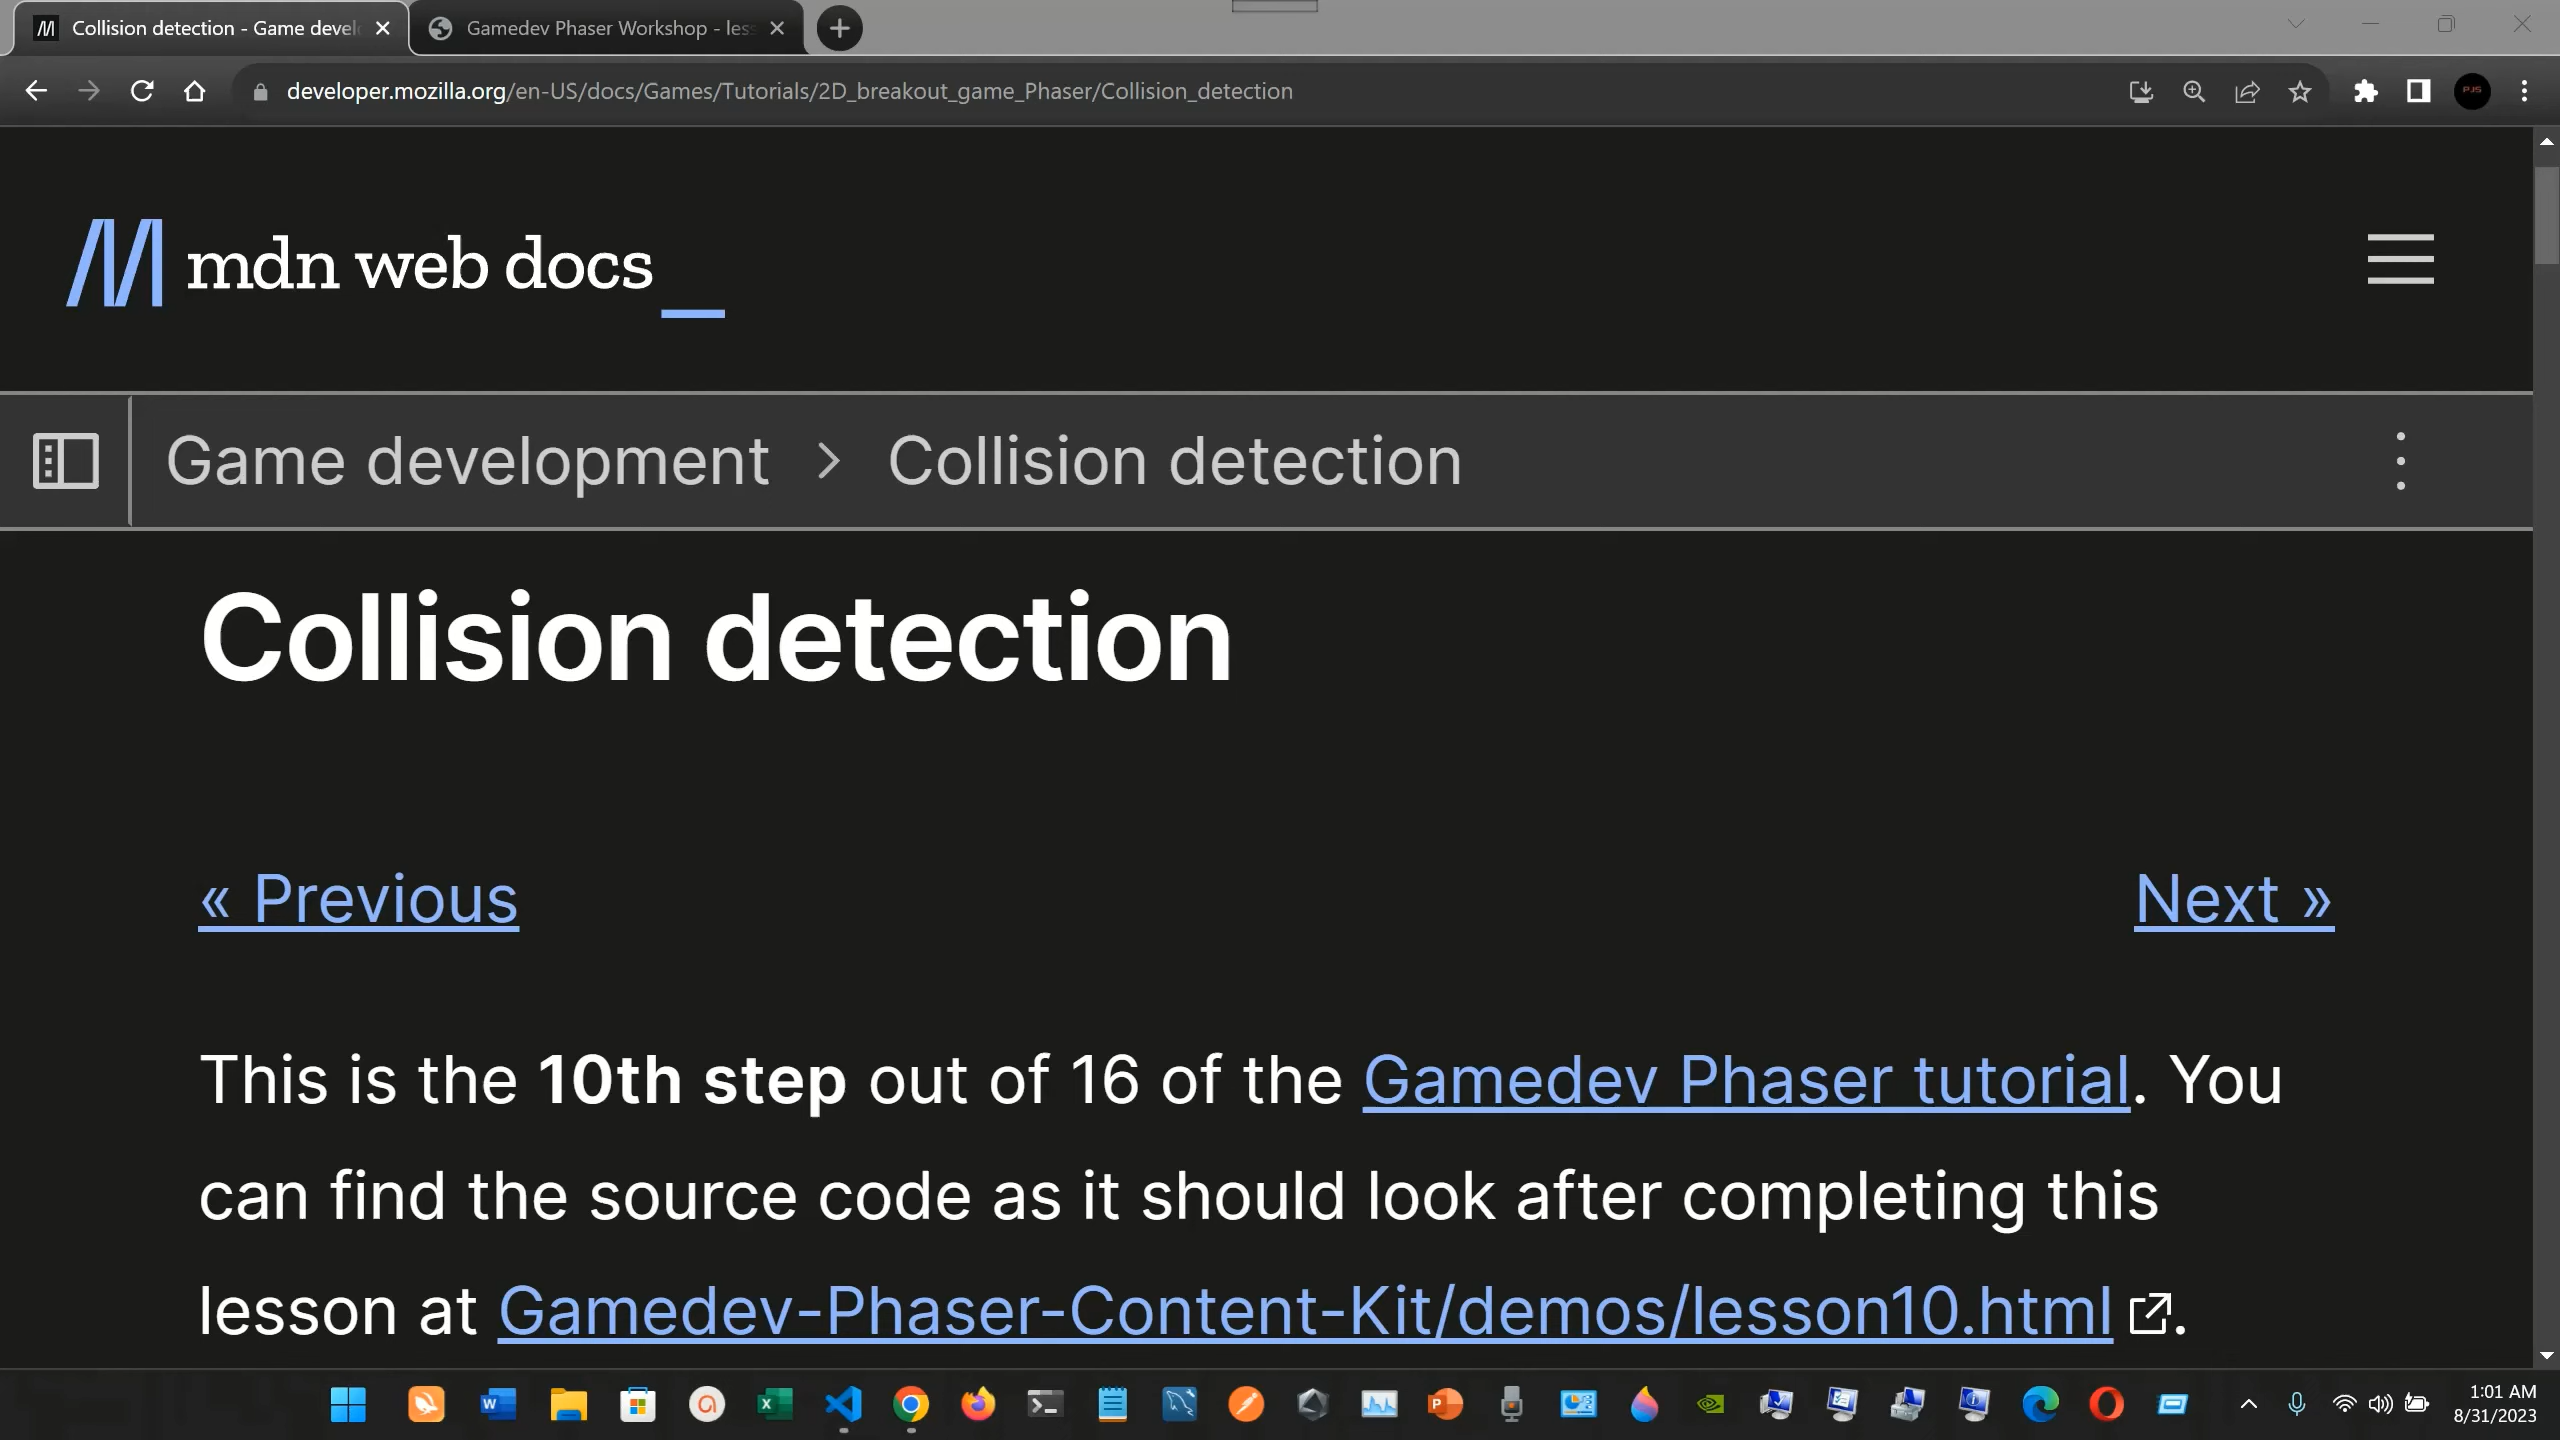 Collision detection - Game devel
Gamedev Phaser Workshop - les
developer.mozilla.org/en-US/docs/Games/Tutorials/2D_breakout_game_Phaser/Collision_detection
PJS
mdn web docs_
Game development > Collision detection
Collision detection
« Previous
Next »
This is the 10th step out of 16 of the Gamedev Phaser tutorial. You
can find the source code as it should look after completing this
lesson at Gamedev-Phaser-Content-Kit/demos/lesson10.html.
1:01 AM
8/31/2023